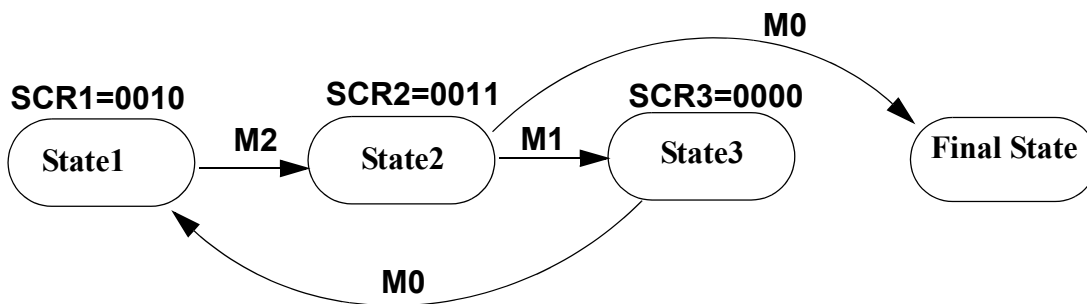 M0
SCR1=0010
SCR2=0011
SCR3=0000
State1
M2
State2
M1
State3
Final State
M0